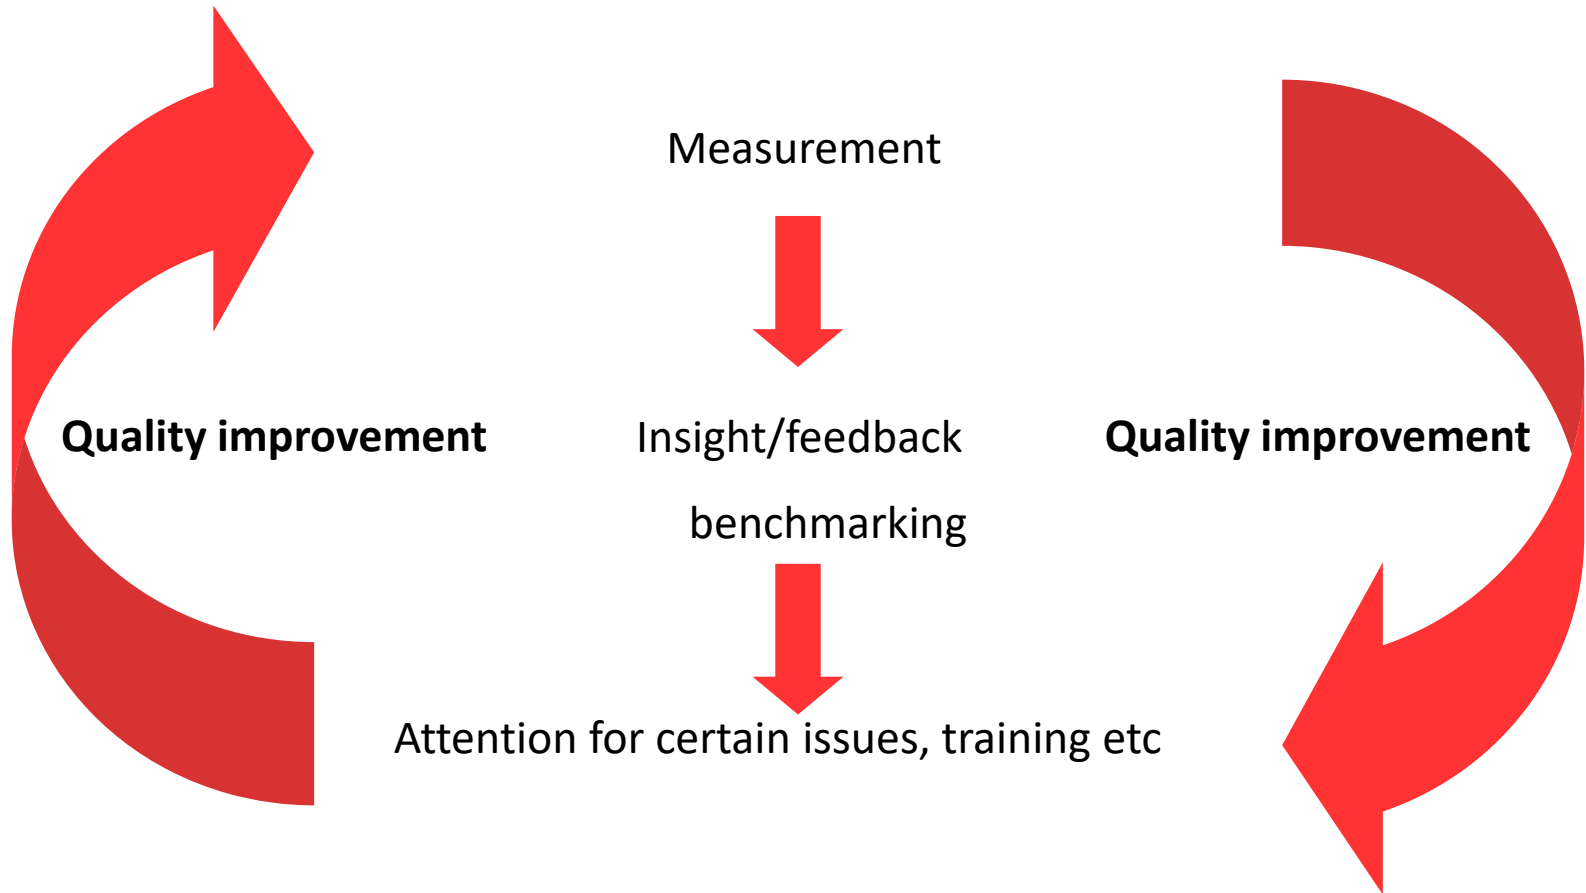 Measurement
Quality improvement
Insight/feedback
Quality improvement
benchmarking
Attention for certain issues, training etc